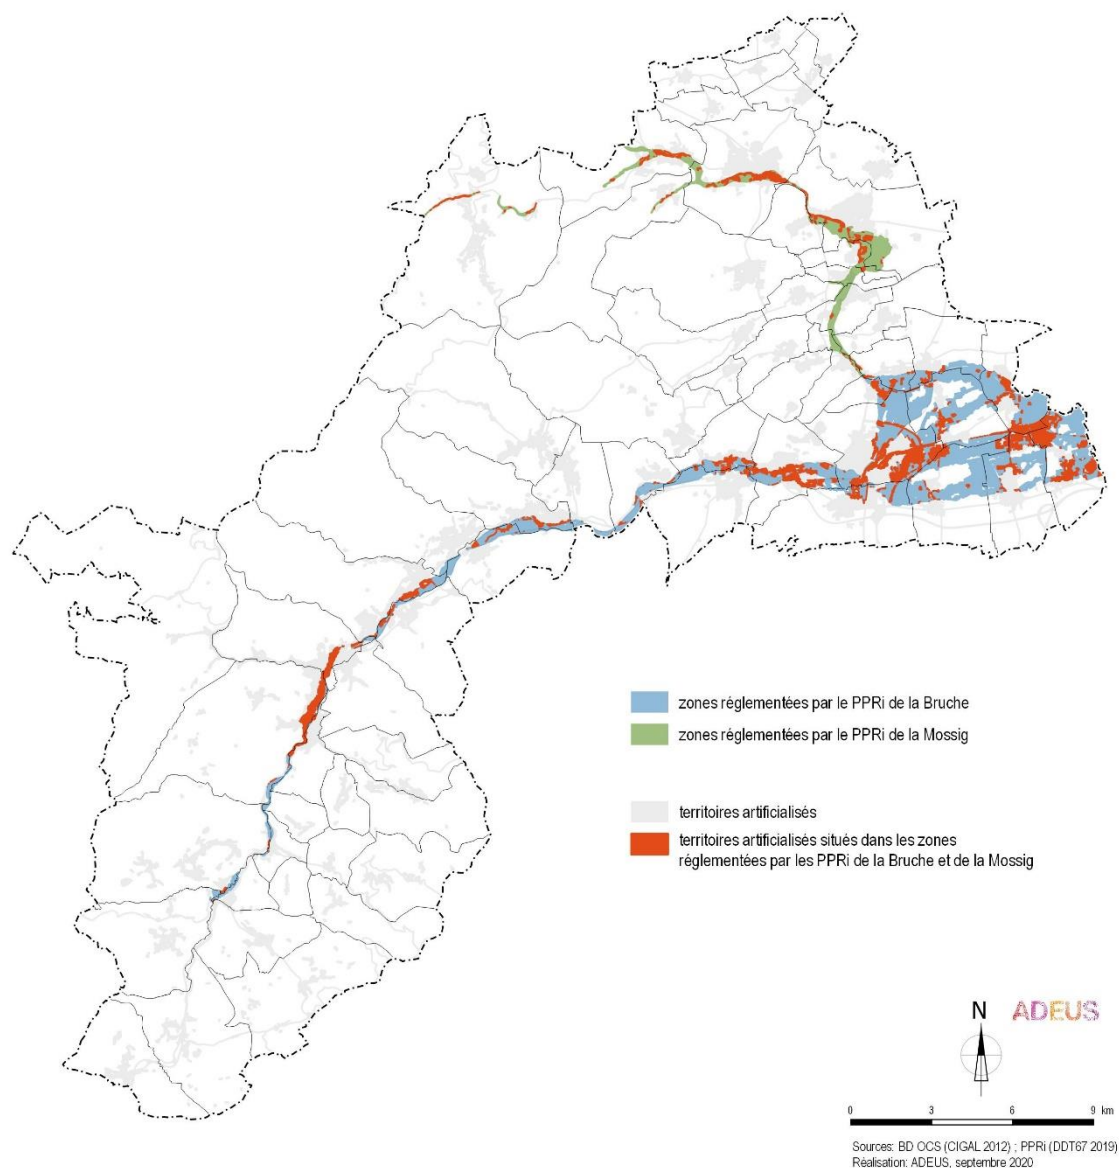 zones réglementées par le PPRi de la Bruche
zones réglementées par le PPRi de la Mossig
territoires artificialisés
territoires artificialisés situés dans les zones
réglementées par les PPRi de la Bruche et de la Mossig
N
ADEUS
0 3 6 9 km
Sources: BD OCS (CIGAL 2012) ; PPRi (DDT67 2019)
Réalisation: ADEUS, septembre 2020